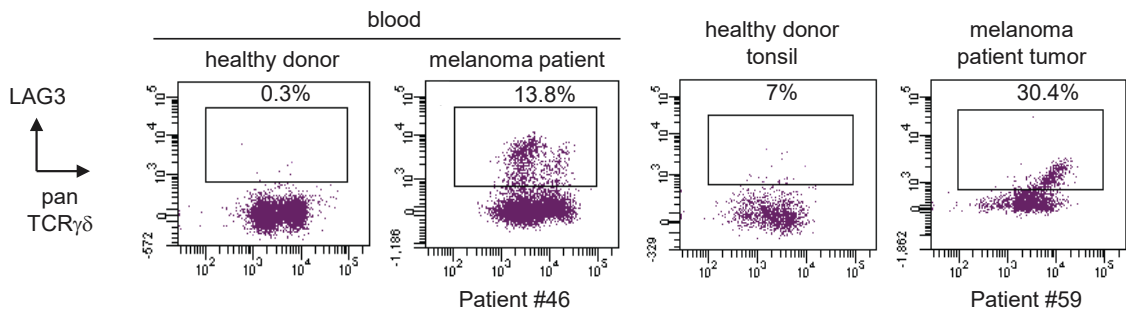 blood
healthy donor
melanoma patient
healthy donor
tonsil
melanoma
patient tumor
LAG3
pan
TCRγδ
0.3%
10^5
10^4
10^3
0
-572
10^2 10^3 10^4 10^5
13.8%
10^5
10^4
10^3
0
-1,186
10^2 10^3 10^4 10^5
Patient #46
7%
10^5
10^4
10^3
0
-329
10^2 10^3 10^4 10^5
30.4%
10^5
10^4
10^3
0
-1,862
10^2 10^3 10^4 10^5
Patient #59